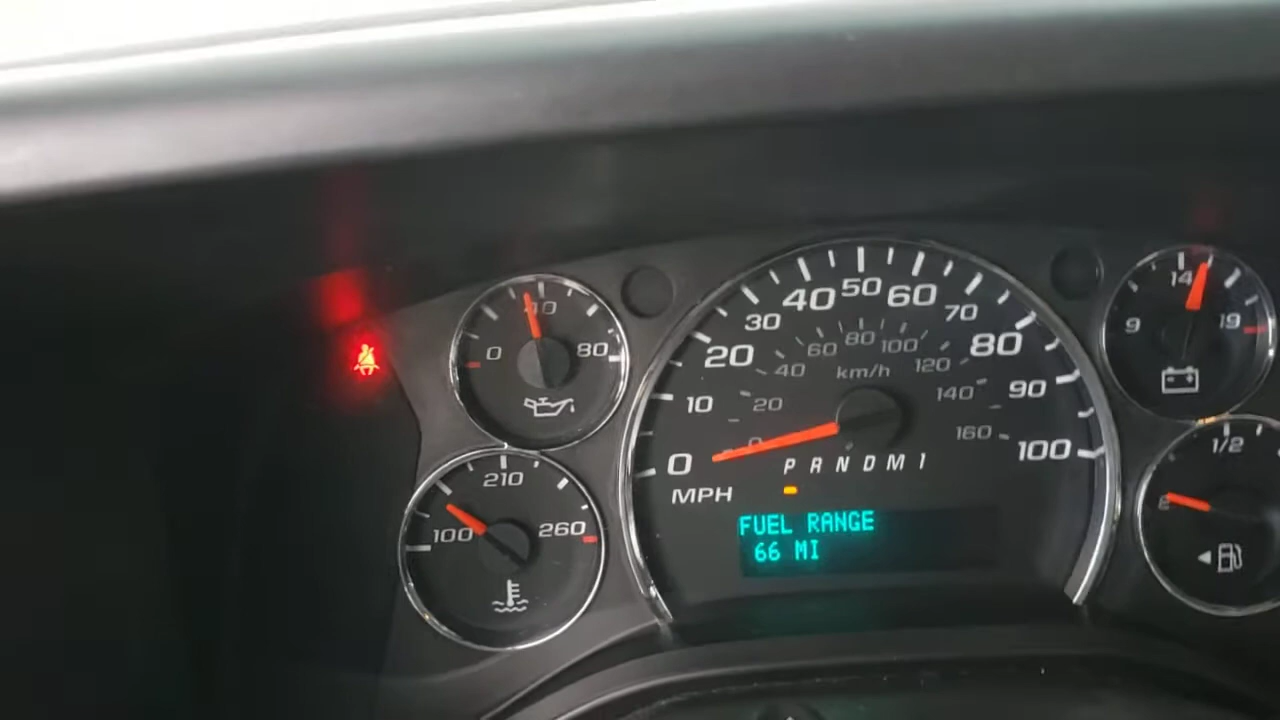 40
0 80
210
100 260
0 10 20 30 40 50 60 70 80 90 100
20 40 60 80 100 120 140 160
km/h
MPH
P R N D M 1
FUEL RANGE
66 MI
9 14 19
1/2
E